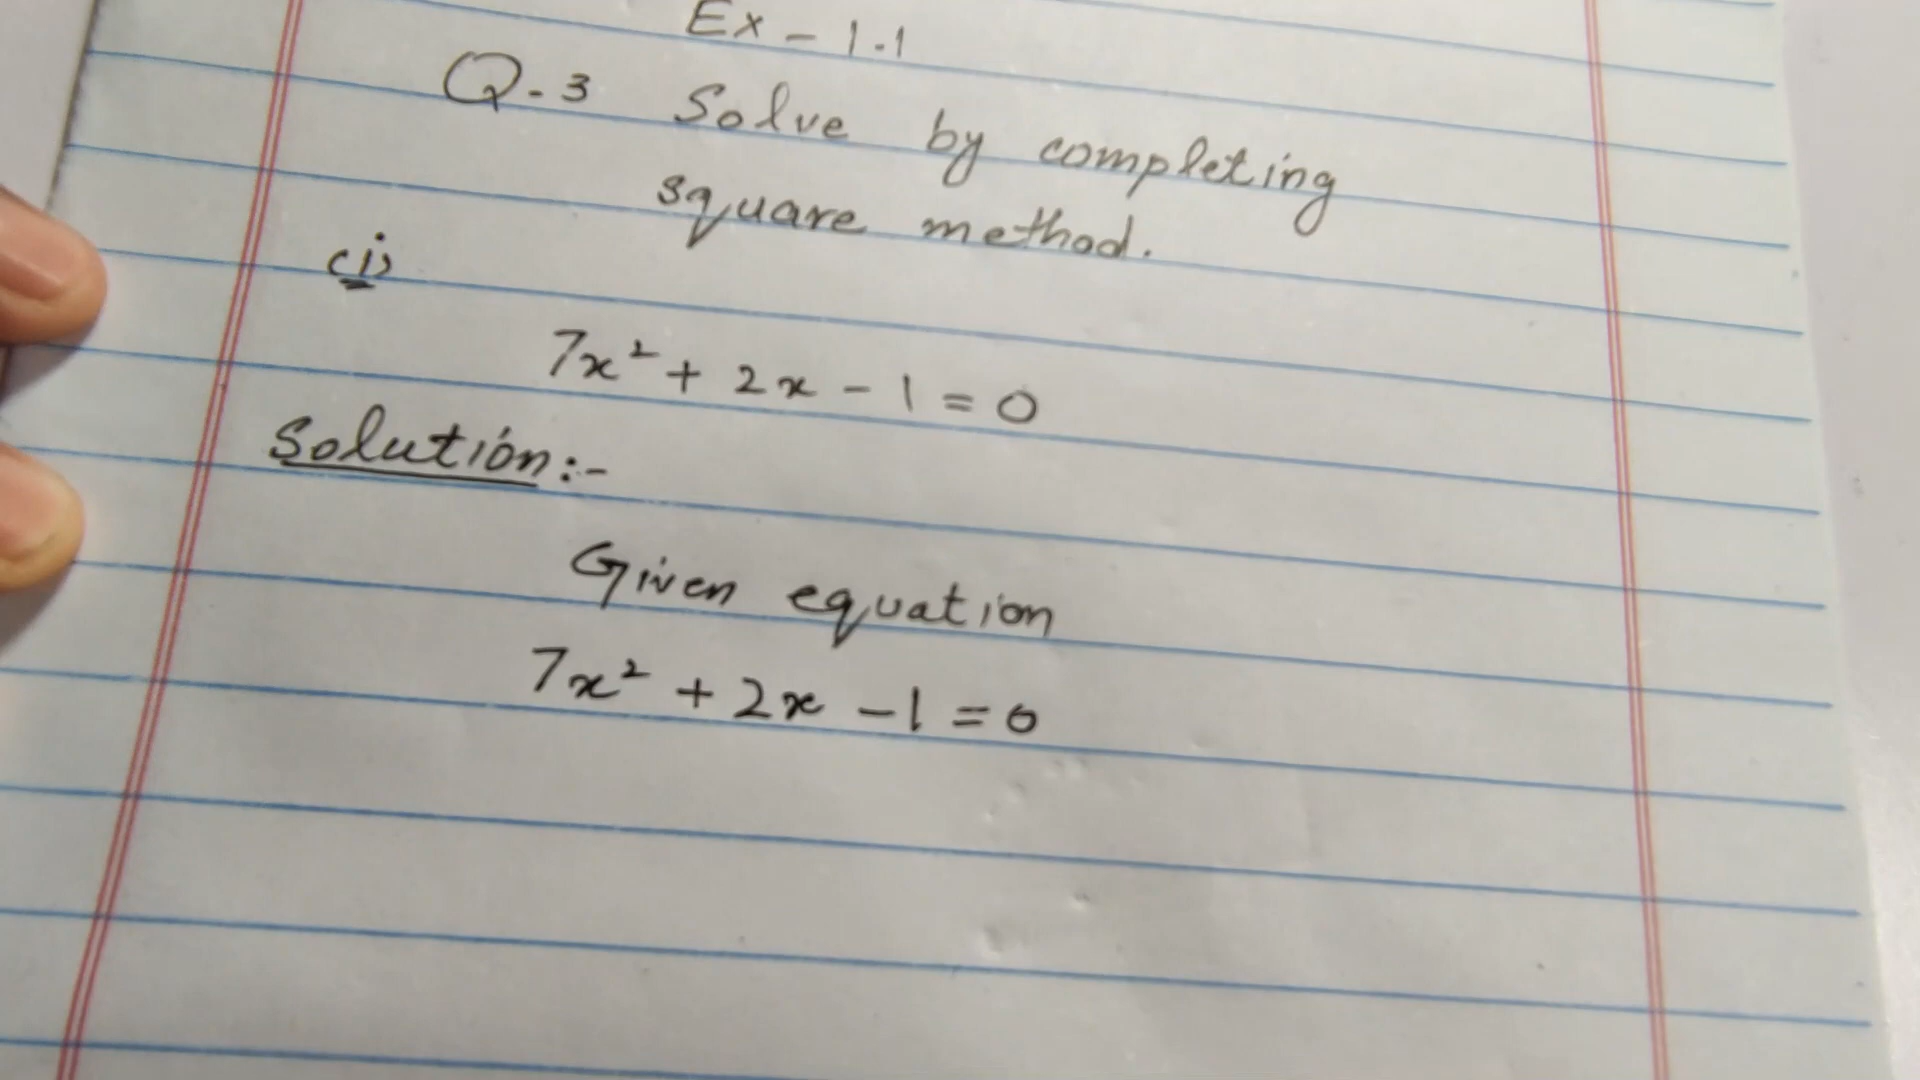 Ex - 1.1
Q.3 Solve by completing
square method.
(i)
7x² + 2x - 1 = 0
Solution:-
Given equation
7x² + 2x - 1 = 0